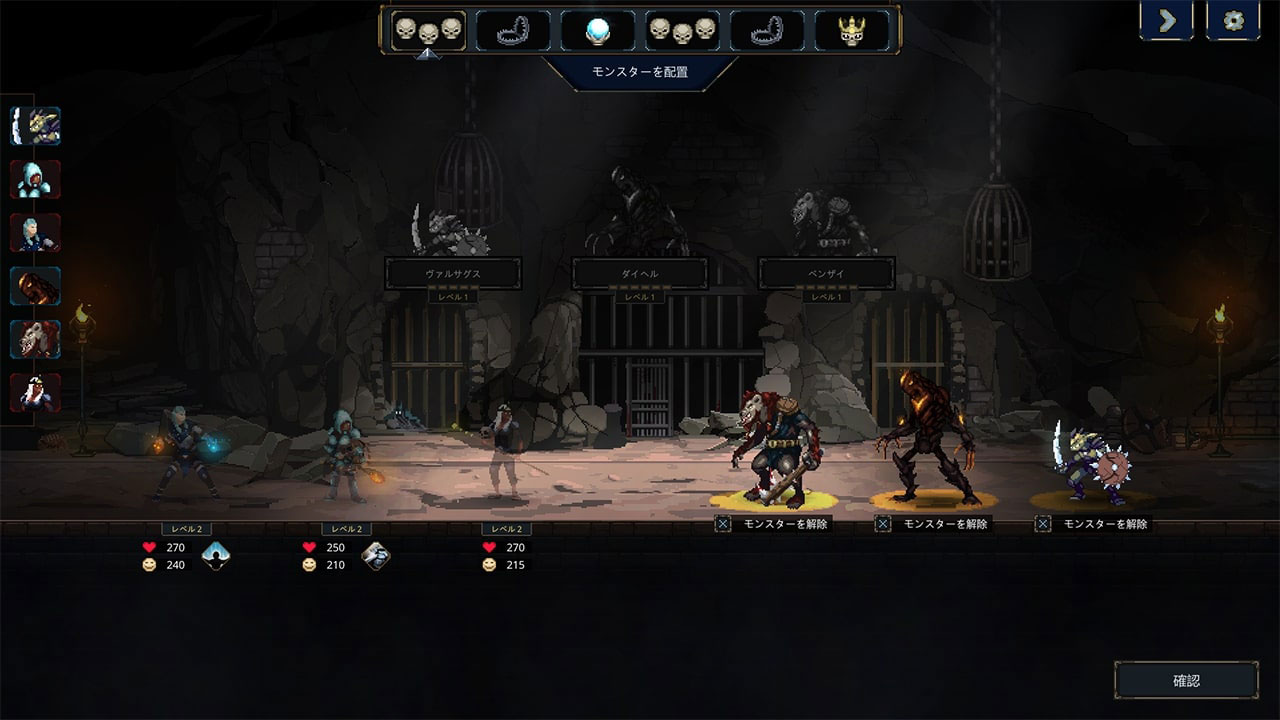 モンスターを配置
ヴァルサグス
ダイヘル
ベンザイ
レベル1
レベル1
レベル1
モンスターを解除
モンスターを解除
モンスターを解除
レベル2
レベル2
レベル2
270
250
270
240
210
215
確認